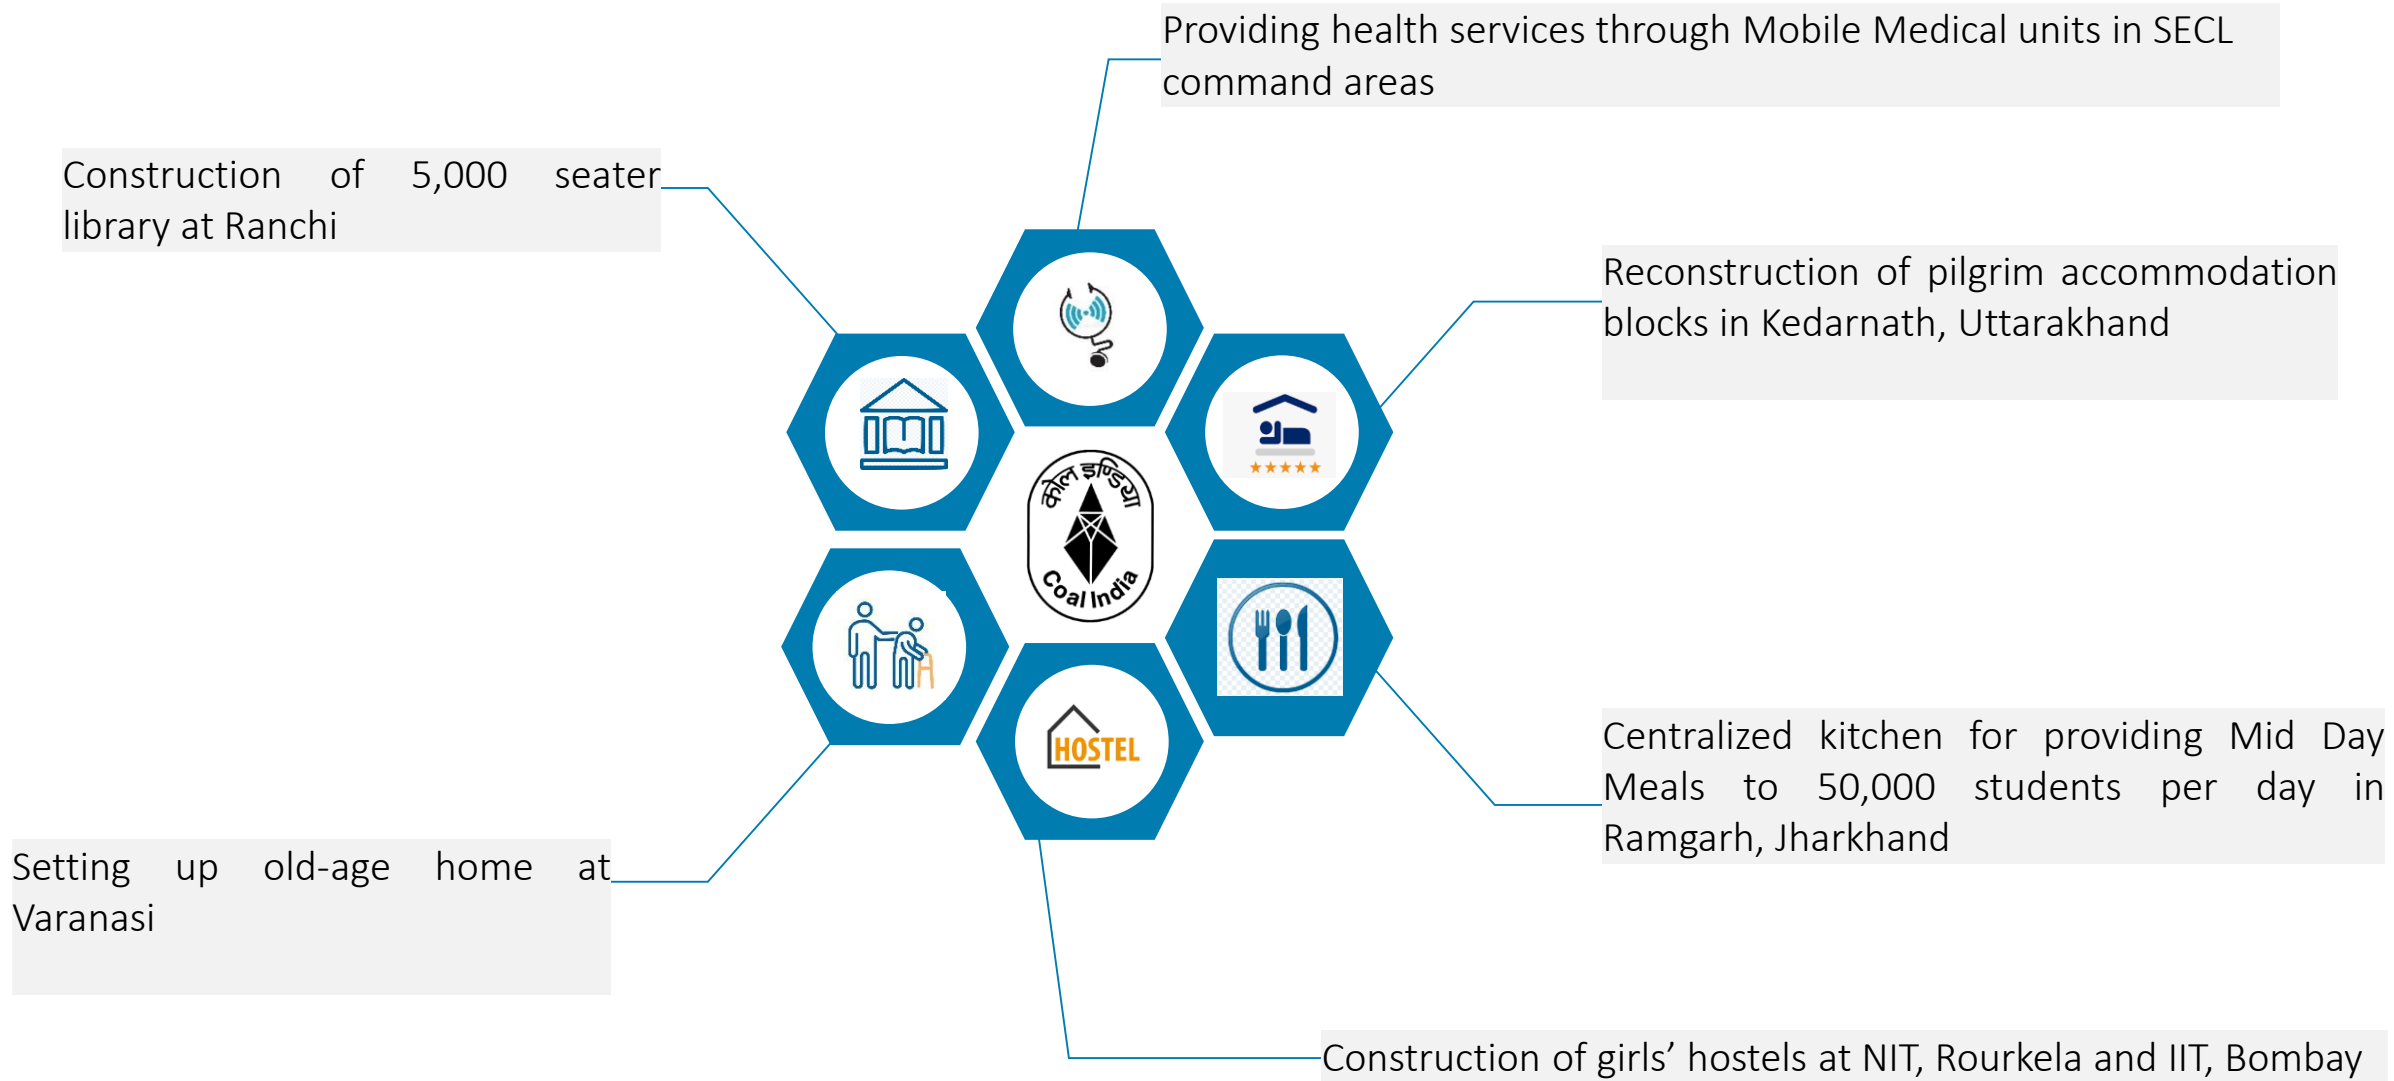 Providing health services through Mobile Medical units in SECL
command areas
Construction of 5,000 seater
library at Ranchi
Reconstruction of pilgrim accommodation
blocks in Kedarnath, Uttarakhand
कोल इण्डिया
Coal India
HOSTEL
Centralized kitchen for providing Mid Day
Meals to 50,000 students per day in
Ramgarh, Jharkhand
Setting up old-age home at
Varanasi
Construction of girls’ hostels at NIT, Rourkela and IIT, Bombay